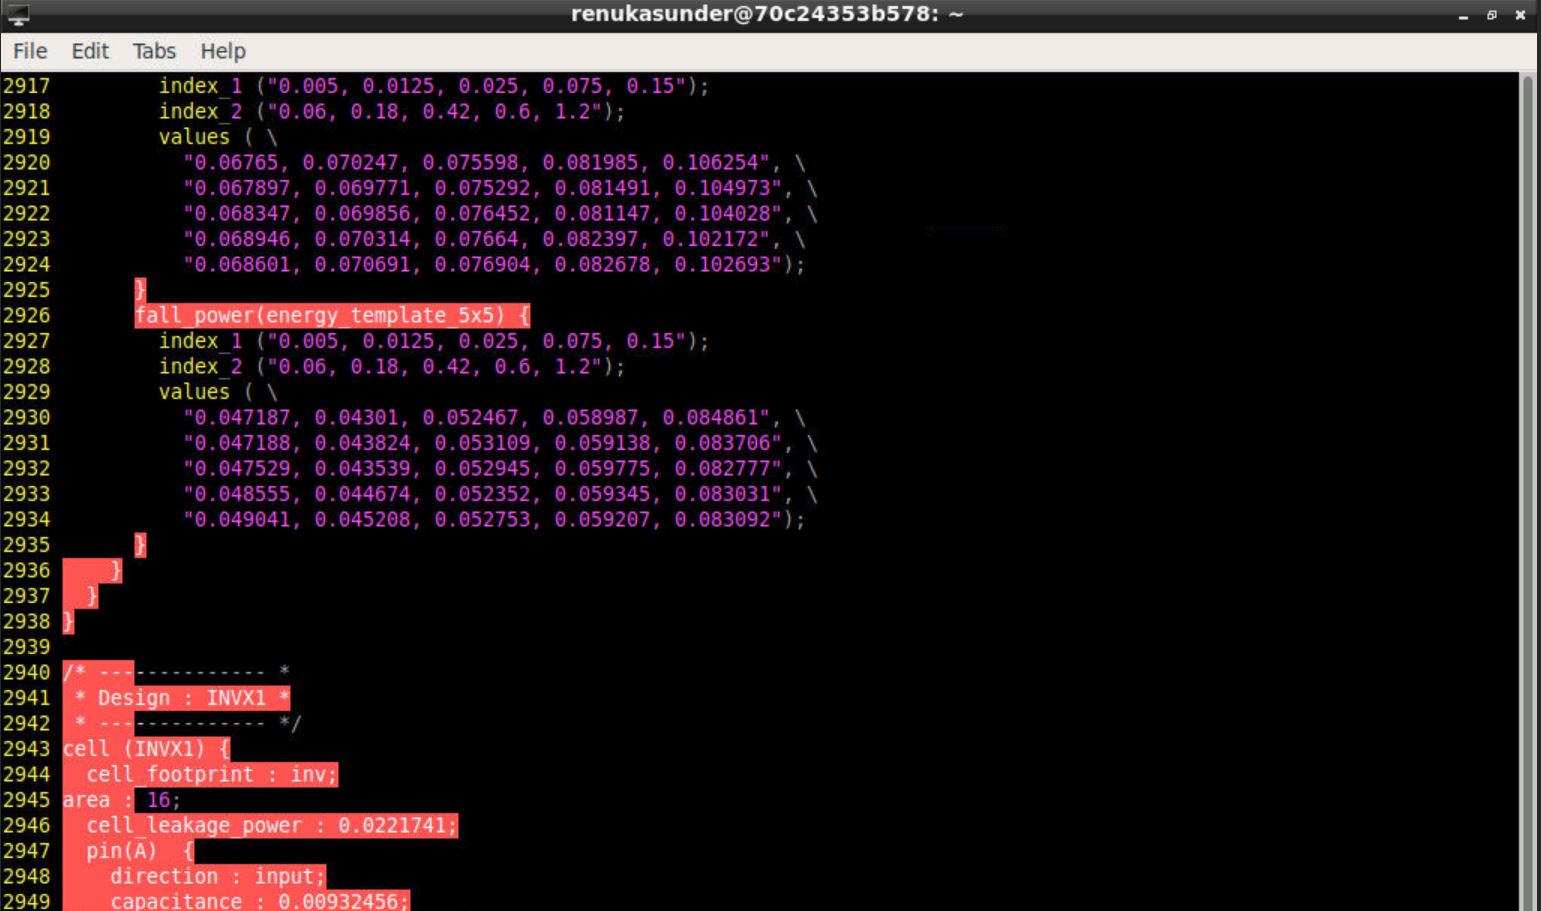 renukasunder@70c24353b578: ~
File Edit Tabs Help
2917         index_1 ("0.005, 0.0125, 0.025, 0.075, 0.15");
2918         index_2 ("0.06, 0.18, 0.42, 0.6, 1.2");
2919         values ( \
2920           "0.06765, 0.070247, 0.075598, 0.081985, 0.106254", \
2921           "0.067897, 0.069771, 0.075292, 0.081491, 0.104973", \
2922           "0.068347, 0.069856, 0.076452, 0.081147, 0.104028", \
2923           "0.068946, 0.070314, 0.07664, 0.082397, 0.102172", \
2924           "0.068601, 0.070691, 0.076904, 0.082678, 0.102693");
2925       }
2926       fall_power(energy_template_5x5) {
2927         index_1 ("0.005, 0.0125, 0.025, 0.075, 0.15");
2928         index_2 ("0.06, 0.18, 0.42, 0.6, 1.2");
2929         values ( \
2930           "0.047187, 0.04301, 0.052467, 0.058987, 0.084861", \
2931           "0.047188, 0.043824, 0.053109, 0.059138, 0.083706", \
2932           "0.047529, 0.043539, 0.052945, 0.059775, 0.082777", \
2933           "0.048555, 0.044674, 0.052352, 0.059345, 0.083031", \
2934           "0.049041, 0.045208, 0.052753, 0.059207, 0.083092");
2935       }
2936     }
2937   }
2938 }
2939
2940 /* -------------- *
2941  * Design : INVX1 *
2942  * -------------- */
2943 cell (INVX1) {
2944   cell_footprint : inv;
2945 area : 16;
2946   cell_leakage_power : 0.0221741;
2947   pin(A)  {
2948     direction : input;
2949     capacitance : 0.00932456;